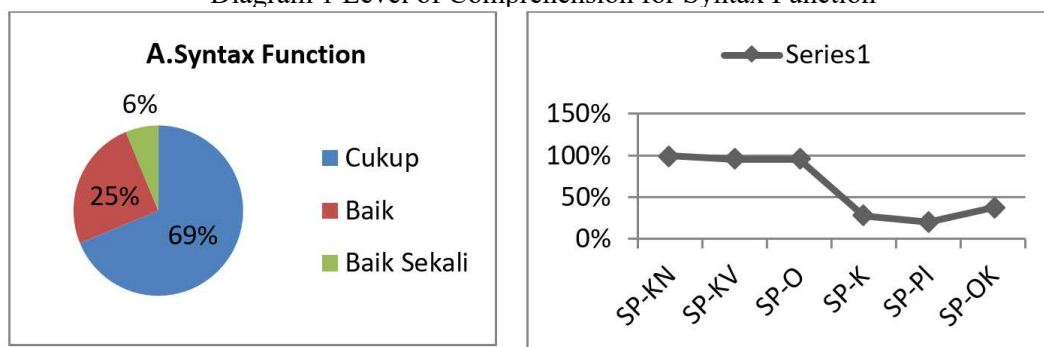 Diagram 1 Level of Comprehension for Syntax Function
A.Syntax Function
6%
25%
69%
Cukup
Baik
Baik Sekali
Series1
150%
100%
50%
0%
SP-KN
SP-KV
SP-O
SP-K
SP-PI
SP-OK